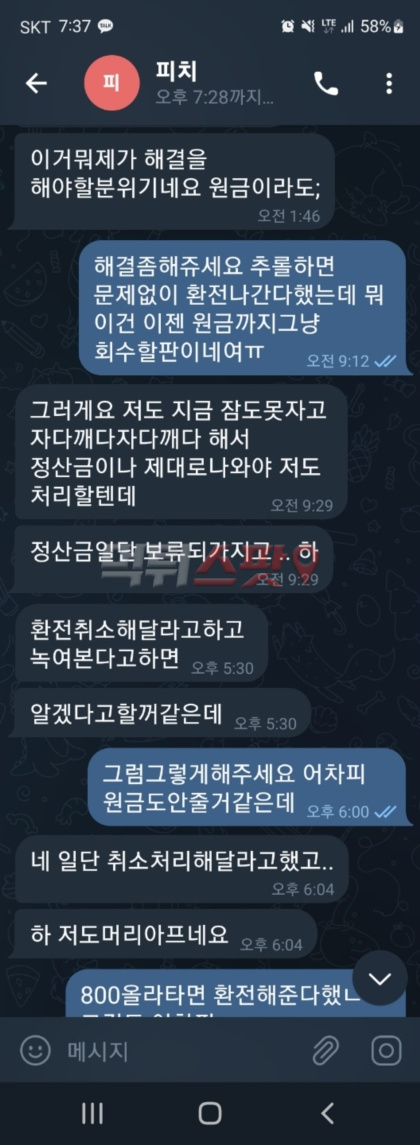 SKT 7:37
LTE
58%
피
피치
오후 7:28까지...
이거뭐제가 해결을
해야할분위기네요 원금이라도;
오전 1:46
해결좀해쥬세요 추롤하면
문제없이 환전나간다했는데 뭐
이건 이젠 원금까지그냥
회수할판이네여ㅠ
오전 9:12
그러게요 저도 지금 잠도못자고
자다깨다자다깨다 해서
정산금이나 제대로나와야 저도
처리할텐데
오전 9:29
정산금일단 보류되가지고 .. 하
오전 9:29
먹튀스팟
환전취소해달라고하고
녹여본다고하면
오후 5:30
알겠다고할꺼같은데
오후 5:30
그럼그렇게해주세요 어차피
원금도안줄거같은데
오후 6:00
네 일단 취소처리해달라고했고..
오후 6:04
하 저도머리아프네요
오후 6:04
800올라타면 환전해준다했
메시지